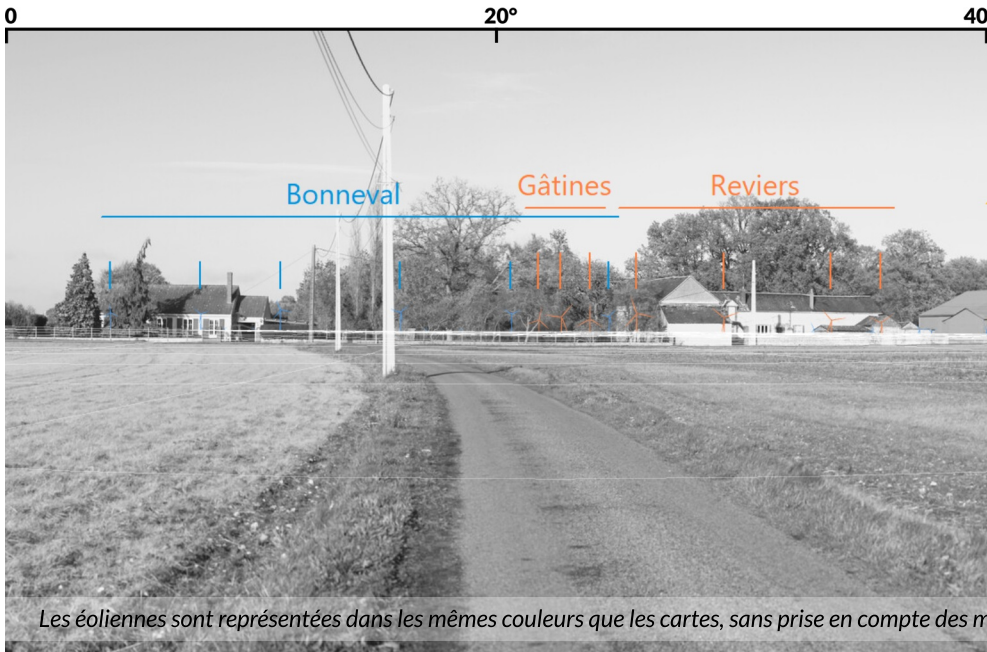 0 20° 40
Bonneval Gâtines Reviers
Les éoliennes sont représentées dans les mêmes couleurs que les cartes, sans prise en compte des m